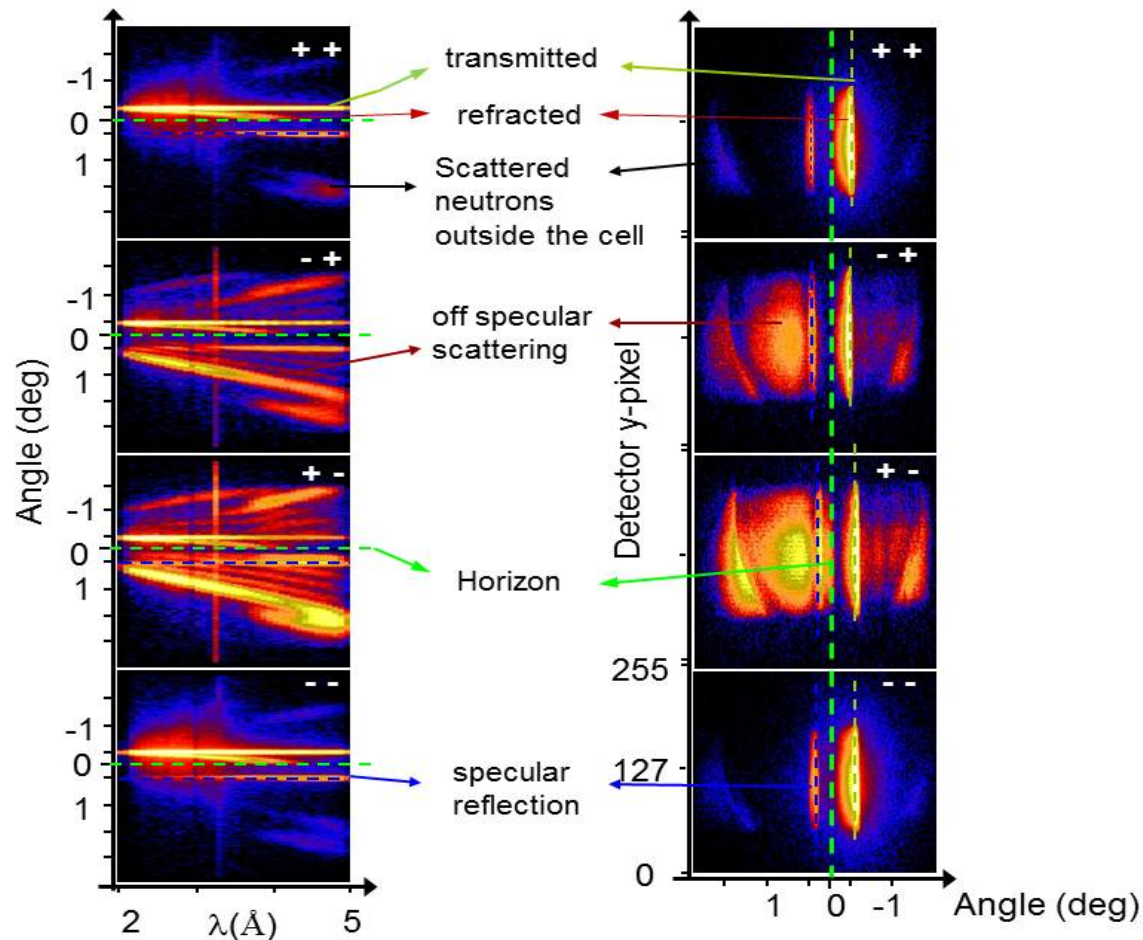 + +
-1
0
1
- +
-1
0
1
+ -
-1
0
1
- -
-1
0
1
Angle (deg)
2
λ(Å)
5
transmitted
refracted
Scattered
neutrons
outside the cell
off specular
scattering
Horizon
specular
reflection
+ +
- +
+ -
- -
Detector y-pixel
255
127
0
1
0
-1
Angle (deg)